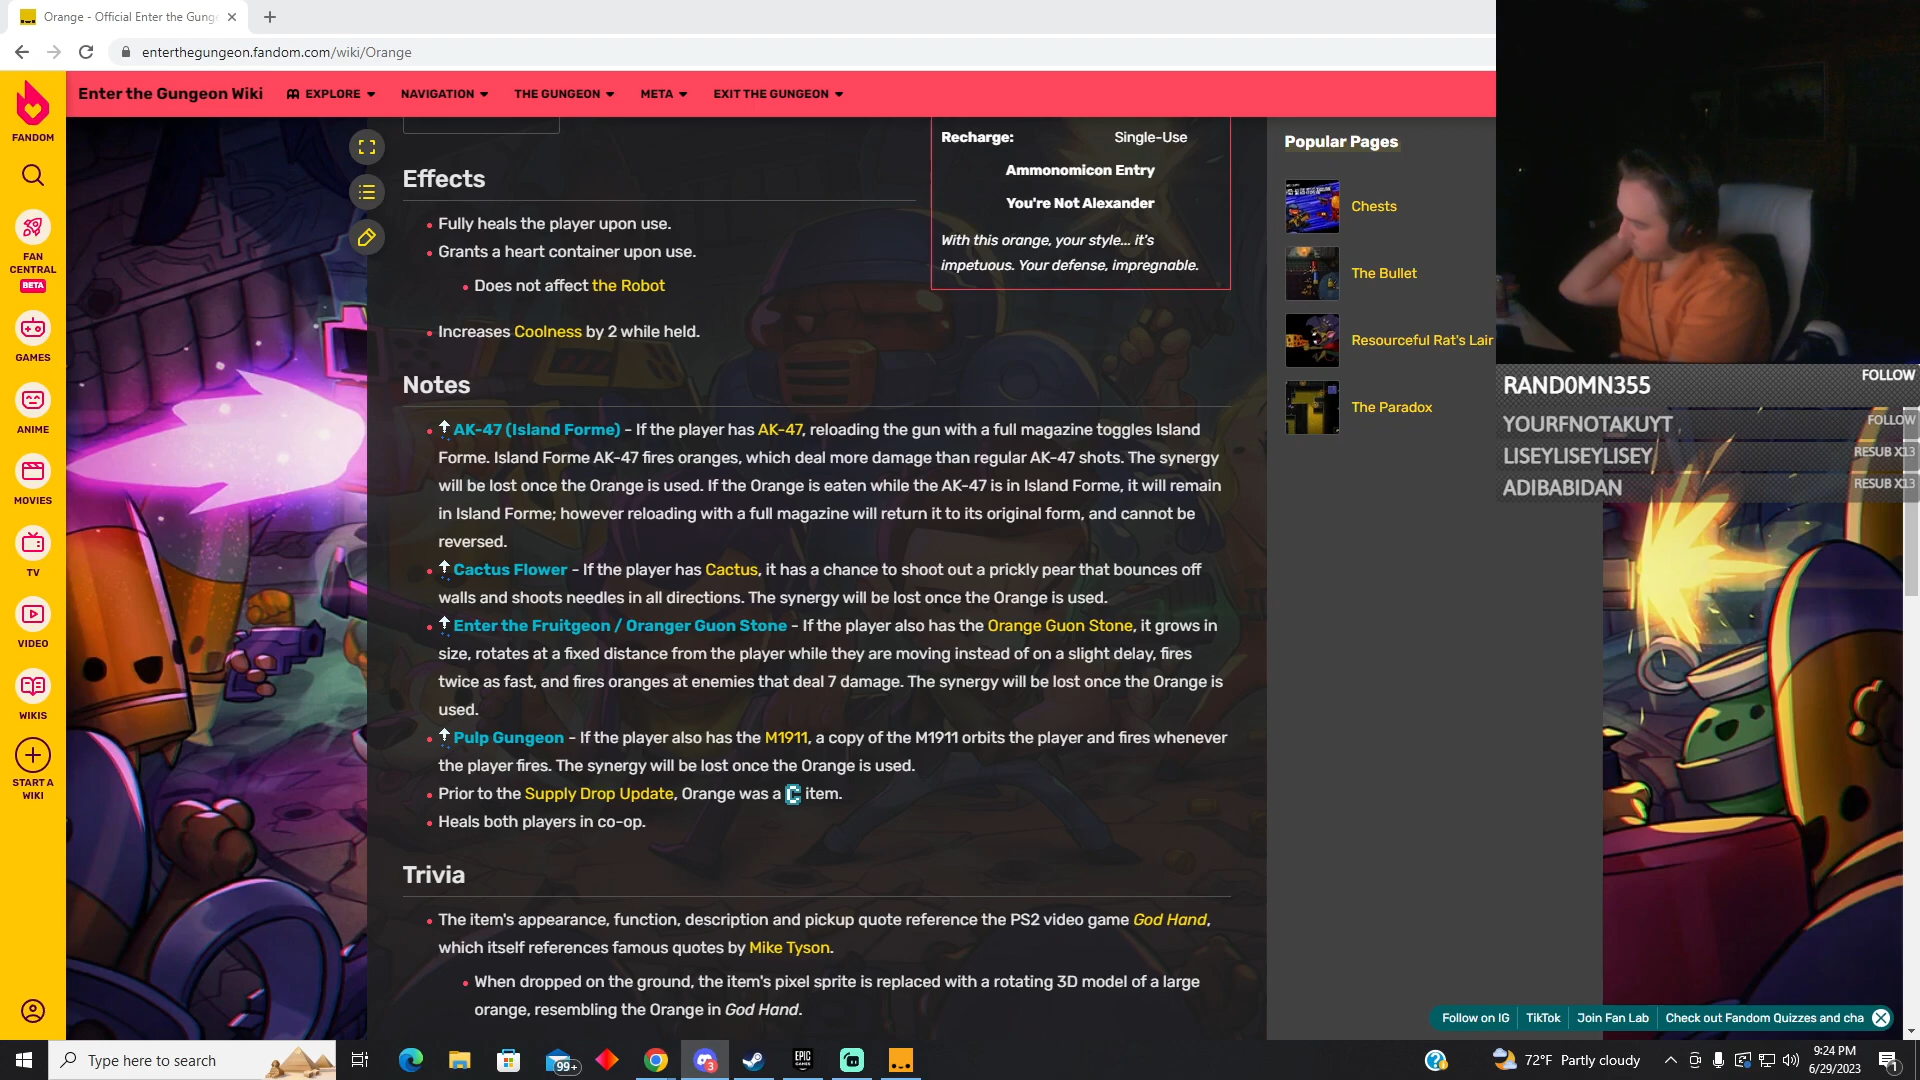 Orange - Official Enter the Gunge
enterthegungeon.fandom.com/wiki/Orange
Enter the Gungeon Wiki
EXPLORE
NAVIGATION
THE GUNGEON
META
EXIT THE GUNGEON
FANDOM
FAN
CENTRAL
BETA
GAMES
ANIME
MOVIES
TV
VIDEO
WIKIS
START A
WIKI
Recharge: Single-Use
Ammonomicon Entry
You're Not Alexander
With this orange, your style... it's
impetuous. Your defense, impregnable.
Effects
Fully heals the player upon use.
Grants a heart container upon use.
Does not affect the Robot
Increases Coolness by 2 while held.
Notes
AK-47 (Island Forme) - If the player has AK-47, reloading the gun with a full magazine toggles Island
Forme. Island Forme AK-47 fires oranges, which deal more damage than regular AK-47 shots. The synergy
will be lost once the Orange is used. If the Orange is eaten while the AK-47 is in Island Forme, it will remain
in Island Forme; however reloading with a full magazine will return it to its original form, and cannot be
reversed.
Cactus Flower - If the player has Cactus, it has a chance to shoot out a prickly pear that bounces off
walls and shoots needles in all directions. The synergy will be lost once the Orange is used.
Enter the Fruitgeon / Oranger Guon Stone - If the player also has the Orange Guon Stone, it grows in
size, rotates at a fixed distance from the player while they are moving instead of on a slight delay, fires
twice as fast, and fires oranges at enemies that deal 7 damage. The synergy will be lost once the Orange is
used.
Pulp Gungeon - If the player also has the M1911, a copy of the M1911 orbits the player and fires whenever
the player fires. The synergy will be lost once the Orange is used.
Prior to the Supply Drop Update, Orange was a C item.
Heals both players in co-op.
Trivia
The item's appearance, function, description and pickup quote reference the PS2 video game God Hand,
which itself references famous quotes by Mike Tyson.
When dropped on the ground, the item's pixel sprite is replaced with a rotating 3D model of a large
orange, resembling the Orange in God Hand.
Popular Pages
Chests
The Bullet
Resourceful Rat's Lair
The Paradox
RAND0MN355 FOLLOW
YOURFNOTAKUYT FOLLOW
LISEYLISEYLISEY RESUB X13
ADIBABIDAN RESUB X13
Follow on IG
TikTok
Join Fan Lab
Check out Fandom Quizzes and cha
Type here to search
99+
3
EPIC
GAMES
72°F Partly cloudy
9:24 PM
6/29/2023
1